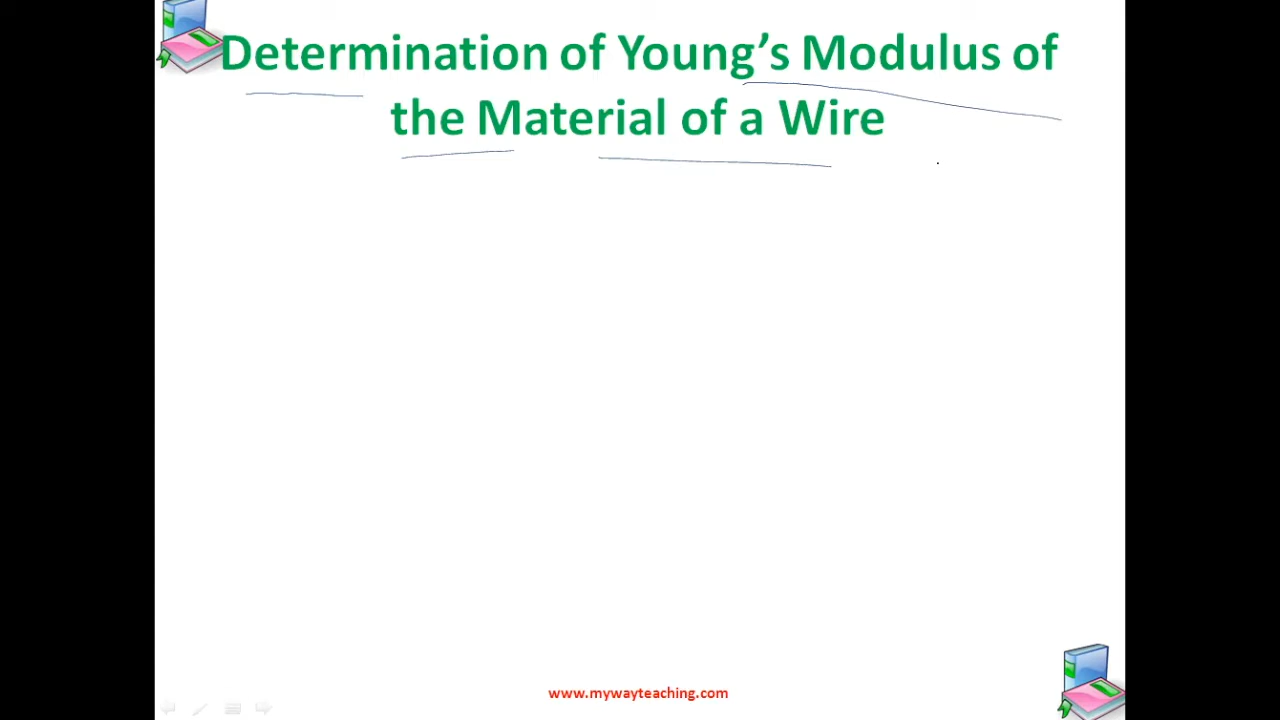 Determination of Young’s Modulus of
the Material of a Wire
www.mywayteaching.com